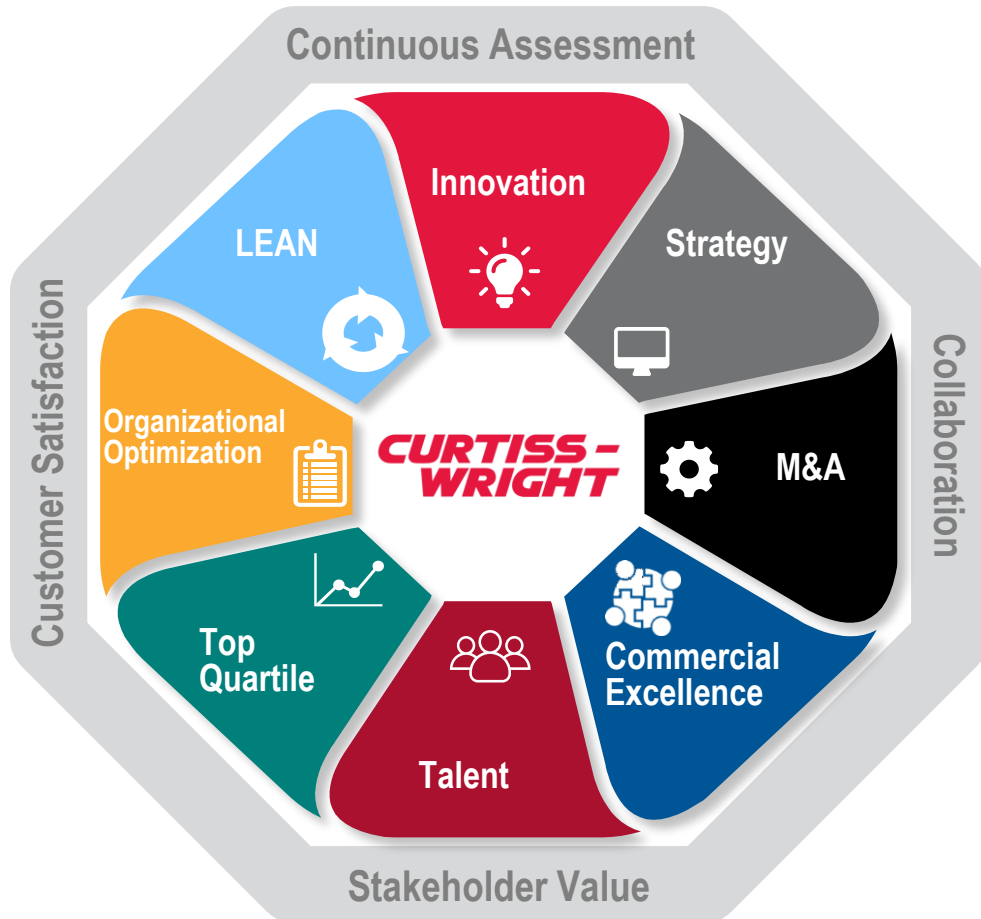 Continuous Assessment
Innovation
Strategy
M&A
Commercial
Excellence
Talent
Top
Quartile
Organizational
Optimization
LEAN
CURTISS -
WRIGHT
Collaboration
Stakeholder Value
Customer Satisfaction